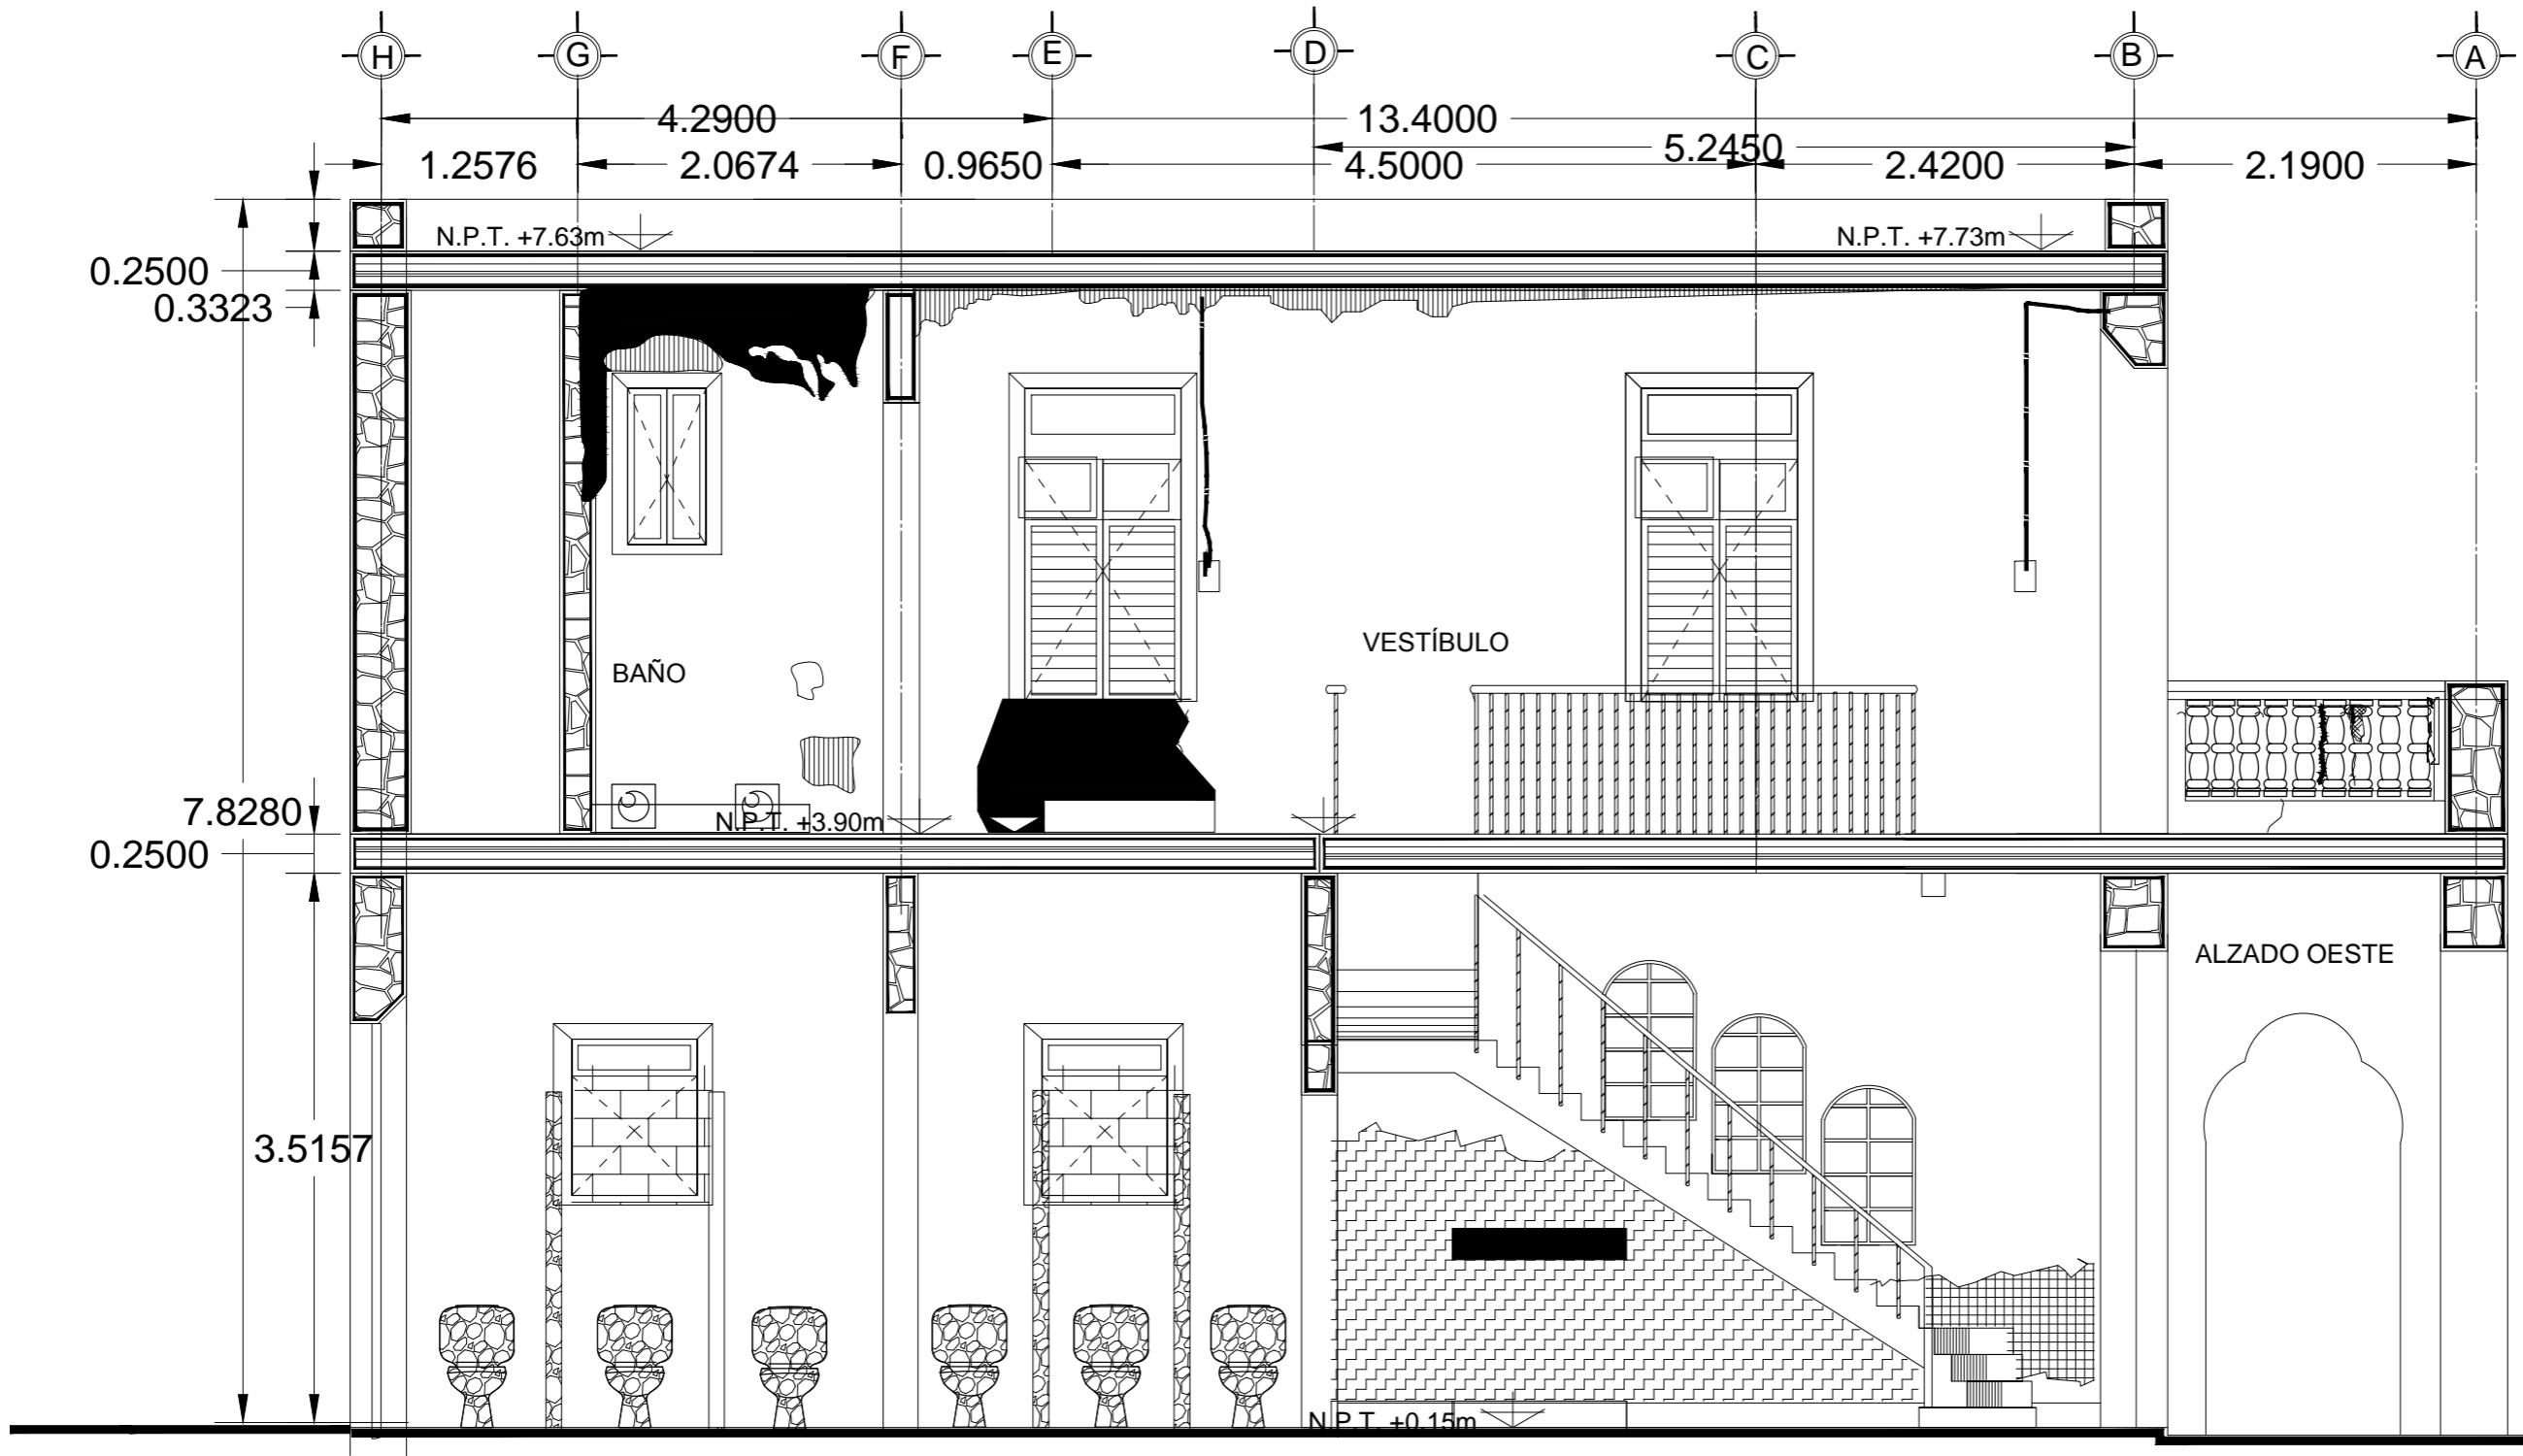 H G F E D C B A
4.2900 13.4000
5.2450
1.2576 2.0674 0.9650 4.5000 2.4200 2.1900
N.P.T. +7.63m N.P.T. +7.73m
0.2500
0.3323
VESTÍBULO
BAÑO
7.8280
N.P.T. +3.90m
0.2500
ALZADO OESTE
3.5157
N.P.T. +0.15m